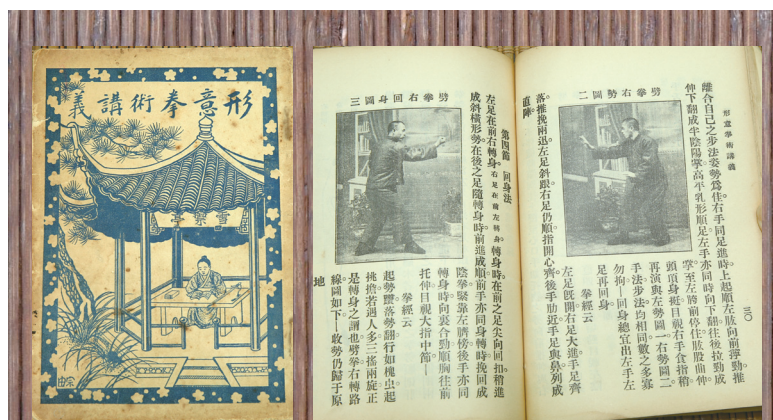 形意拳術講義
形意拳術講義
三〇
離合自己之步法姿勢爲佳。右手同足進時。上起順左肱向前擰勁推
伸下翻成半陰陽掌。高平乳形順足。左手亦同時向下翻。往後拉勁成
劈拳右勢圖二
掌至左胯前停住。肱股曲伸。
頭頂身挺。目視右手食指稍。
再演與左勢圖一右勢圖二
手法步法均相同。數之多寡
勿拘。回身總宜出左手左
足再回身。
拳經云
左足旣開右足大進。手足齊
落推挽兩迅。左足斜跟右足仍順。指開心齊。後手肋近。手足與鼻列成
直陣。
第四節 回身法
左足在前右轉身。右足在前左轉身。轉身時。在前之足尖向回扣。稍進
成斜橫形勢。在後之足隨轉身時前進成順。前手亦同身轉時挽回成
劈拳右回身圖三
陰拳。緊靠左臍傍。後手亦同
轉身時向裏合勁。順胸往前
托伸。目視大指中節。
拳經云
起勢鑽落勢翻。行如槐虫起
挑擔。若遇人多三搖兩旋。正
是轉身之謂也。劈拳右轉路
線圖如下。收勢仍歸于原
地